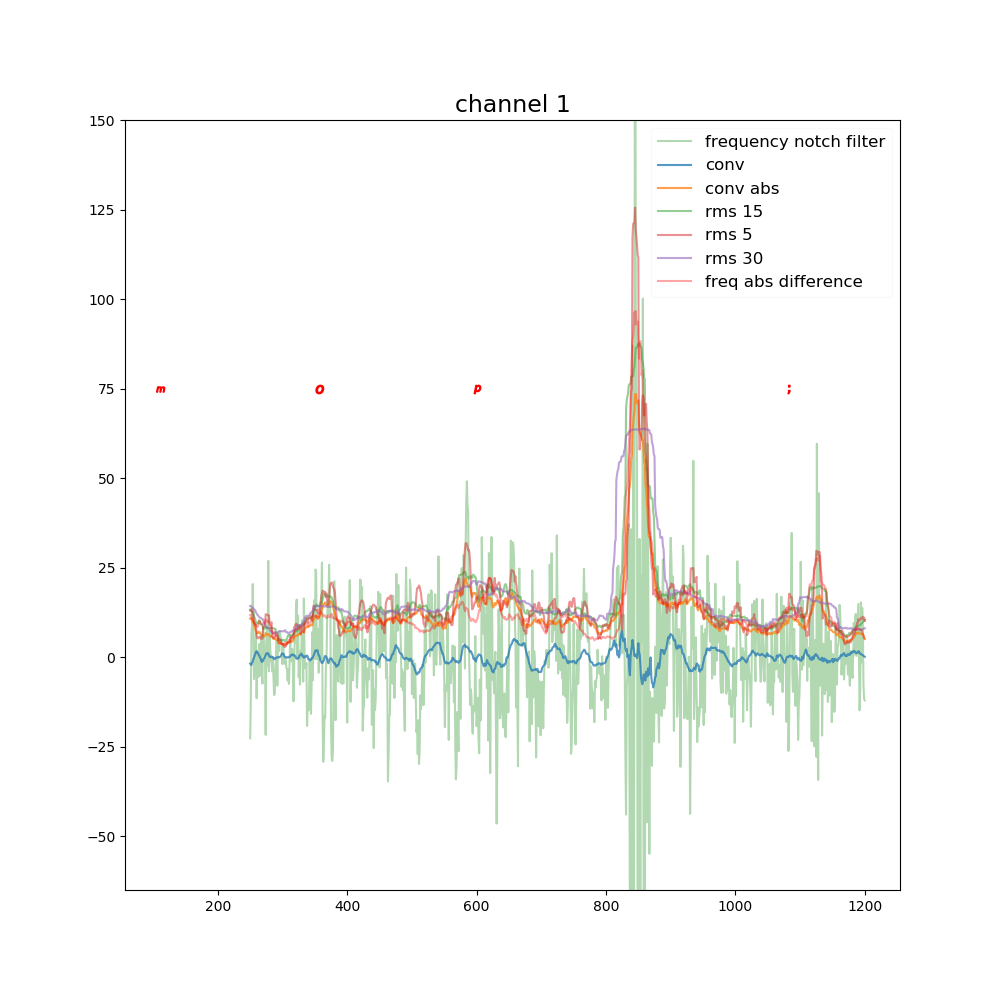 channel 1
150
frequency notch filter
conv
125
conv abs
rms 15
rms 5
rms 30
freq abs difference
100
75
m o p ;
50
25
0
−25
−50
200 400 600 800 1000 1200